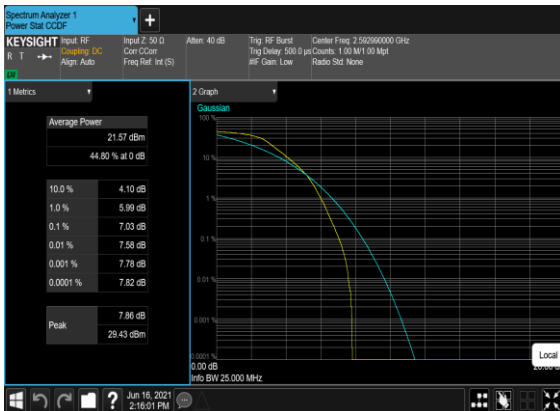 Spectrum Analyzer 1
Power Stat CCDF
KEYSIGHT
R T
LXI
Input: RF
Coupling: DC
Align: Auto
Input Z: 50 Ω
Corr CCorr
Freq Ref: Int (S)
Atten: 40 dB
Trig: RF Burst
Trig Delay: 500.0 µs
#IF Gain: Low
Center Freq: 2.592990000 GHz
Counts: 1.00 M/1.00 Mpt
Radio Std: None
1 Metrics
Average Power
21.57 dBm
44.80 % at 0 dB
10.0 % 4.10 dB
1.0 % 5.99 dB
0.1 % 7.03 dB
0.01 % 7.58 dB
0.001 % 7.78 dB
0.0001 % 7.82 dB
Peak
7.86 dB
29.43 dBm
2 Graph
Gaussian
100 %
10 %
1 %
0.1 %
0.01 %
0.001 %
0.0001 %
0.00 dB
Info BW 25.000 MHz
Local
Jun 16, 2021
2:16:01 PM